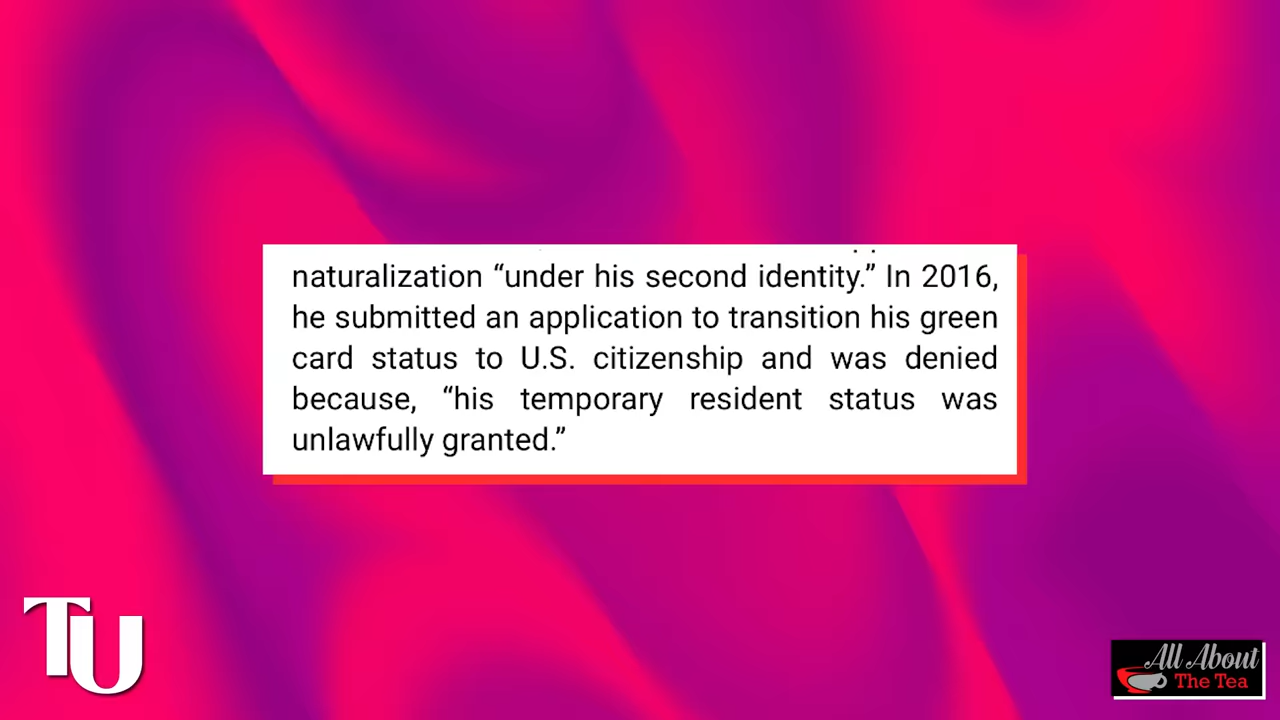 naturalization “under his second identity.” In 2016,
he submitted an application to transition his green
card status to U.S. citizenship and was denied
because, “his temporary resident status was
unlawfully granted.”
TU
All About
The Tea